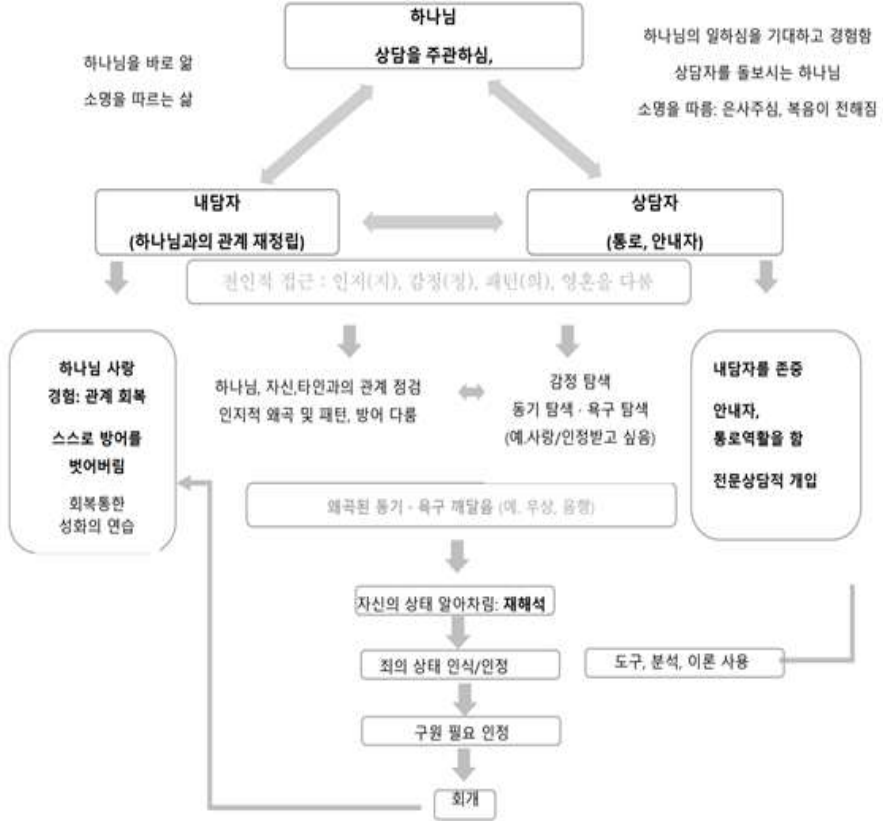 하나님
상담을 주관하심,
하나님을 바로 앎
소명을 따르는 삶
하나님의 일하심을 기대하고 경험함
상담자를 돌보시는 하나님
소명을 따름: 은사주심, 복음이 전해짐
내담자
(하나님과의 관계 재정립)
상담자
(통로, 안내자)
전인적 접근 : 인지(지), 감정(정), 패턴(의), 영혼을 다룸
하나님 사랑
경험: 관계 회복
스스로 방어를
벗어버림
회복통한
성화의 연습
하나님, 자신,타인과의 관계 점검
인지적 왜곡 및 패턴, 방어 다룸
감정 탐색
동기 탐색 · 욕구 탐색
(예.사랑/인정받고 싶음)
내담자를 존중
안내자,
통로역활을 함
전문상담적 개입
왜곡된 동기 · 욕구 깨달음 (예, 우상, 음행)
자신의 상태 알아차림: 재해석
죄의 상태 인식/인정
도구, 분석, 이론 사용
구원 필요 인정
회개